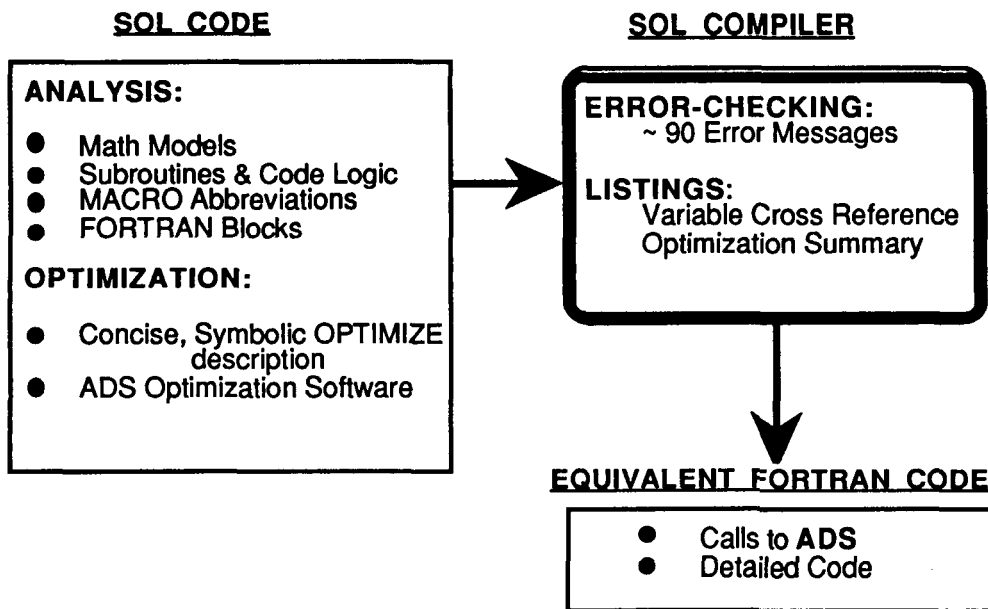 SOL CODE
ANALYSIS:
● Math Models
● Subroutines & Code Logic
● MACRO Abbreviations
● FORTRAN Blocks
OPTIMIZATION:
● Concise, Symbolic OPTIMIZE
description
● ADS Optimization Software
SOL COMPILER
ERROR-CHECKING:
~ 90 Error Messages
LISTINGS:
Variable Cross Reference
Optimization Summary
EQUIVALENT FORTRAN CODE
● Calls to ADS
● Detailed Code